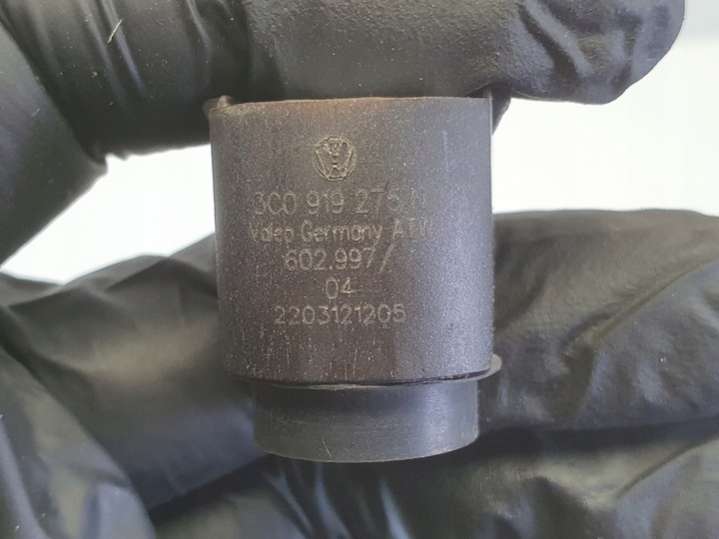 3C0 919 275 N
Valeo Germany ATW
602.997/
04
2203121205